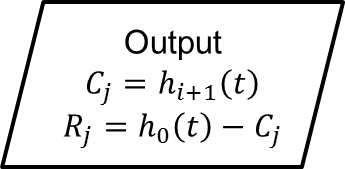 Output
C_j = h_{i+1}(t)
R_j = h_0(t) − C_j